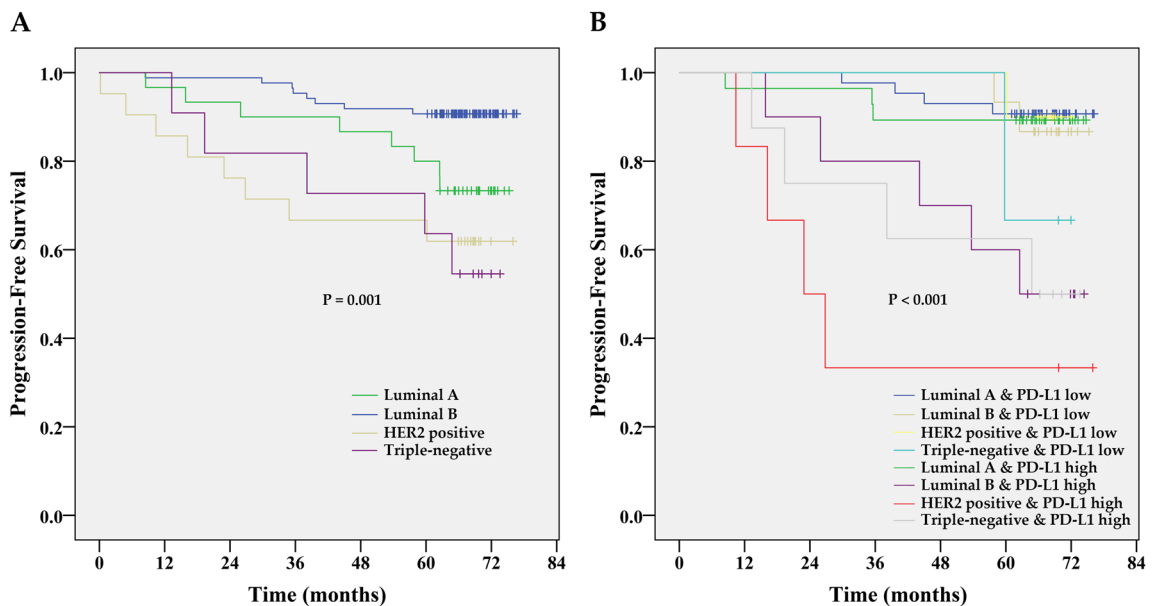 A
Progression-Free Survival
1.0
0.8
0.6
0.4
0.2
0.0
P = 0.001
Luminal A
Luminal B
HER2 positive
Triple-negative
0 12 24 36 48 60 72 84
Time (months)
B
Progression-Free Survival
1.0
0.8
0.6
0.4
0.2
0.0
P < 0.001
Luminal A & PD-L1 low
Luminal B & PD-L1 low
HER2 positive & PD-L1 low
Triple-negative & PD-L1 low
Luminal A & PD-L1 high
Luminal B & PD-L1 high
HER2 positive & PD-L1 high
Triple-negative & PD-L1 high
0 12 24 36 48 60 72 84
Time (months)